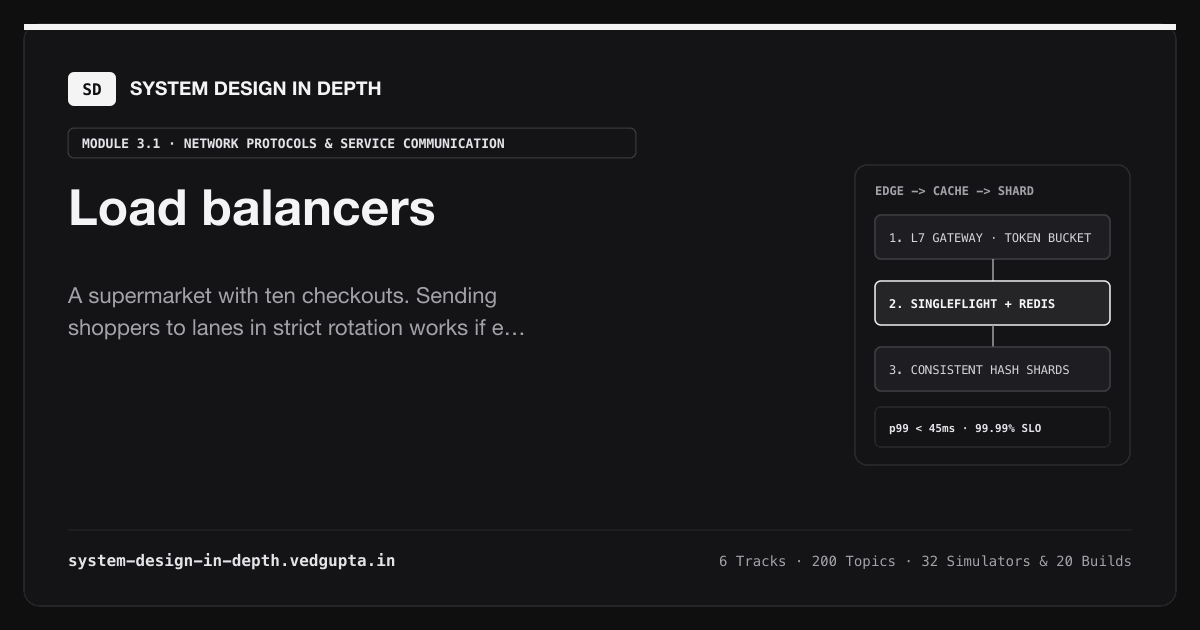 SD
SYSTEM DESIGN IN DEPTH
MODULE 3.1 · NETWORK PROTOCOLS & SERVICE COMMUNICATION
Load balancers
A supermarket with ten checkouts. Sending
shoppers to lanes in strict rotation works if e…
EDGE —> CACHE —> SHARD
1. L7 GATEWAY · TOKEN BUCKET
2. SINGLEFLIGHT + REDIS
3. CONSISTENT HASH SHARDS
p99 < 45ms · 99.99% SLO
system-design-in-depth.vedgupta.in
6 Tracks · 200 Topics · 32 Simulators & 20 Builds